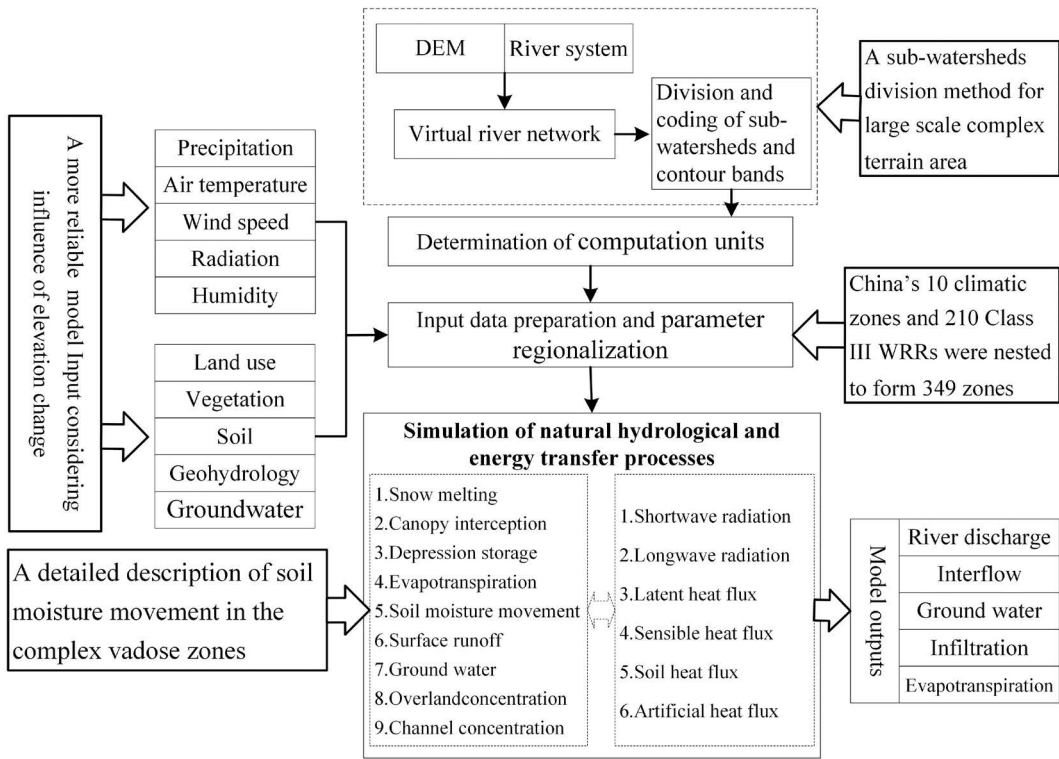 DEM
River system
Virtual river network
Division and
coding of sub-
watersheds and
contour bands
A sub-watersheds
division method for
large scale complex
terrain area
A more reliable model Input considering
influence of elevation change
Precipitation
Air temperature
Wind speed
Radiation
Humidity
Land use
Vegetation
Soil
Geohydrology
Groundwater
Determination of computation units
Input data preparation and parameter
regionalization
China's 10 climatic
zones and 210 Class
III WRRs were nested
to form 349 zones
A detailed description of soil
moisture movement in the
complex vadose zones
Simulation of natural hydrological and
energy transfer processes
1.Snow melting
2.Canopy interception
3.Depression storage
4.Evapotranspiration
5.Soil moisture movement
6.Surface runoff
7.Ground water
8.Overlandconcentration
9.Channel concentration
1.Shortwave radiation
2.Longwave radiation
3.Latent heat flux
4.Sensible heat flux
5.Soil heat flux
6.Artificial heat flux
Model outputs
River discharge
Interflow
Ground water
Infiltration
Evapotranspiration